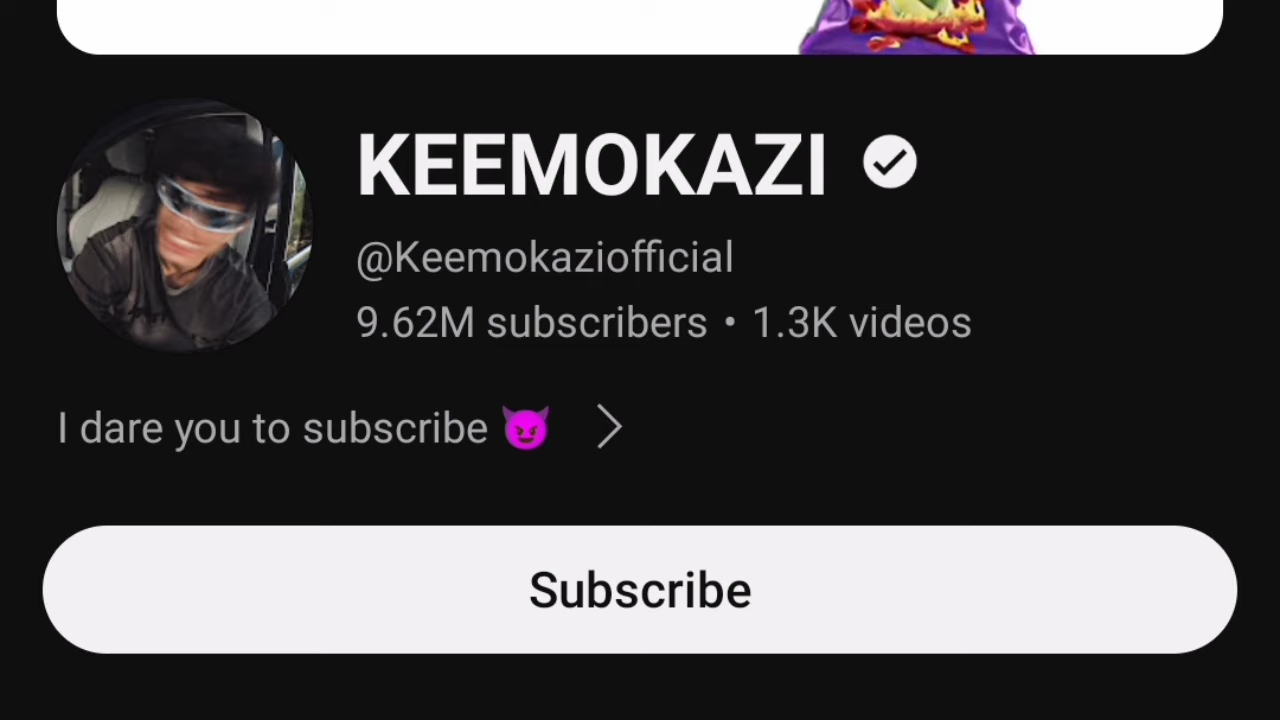 KEEMOKAZI
@Keemokaziofficial
9.62M subscribers • 1.3K videos
I dare you to subscribe 😈
Subscribe